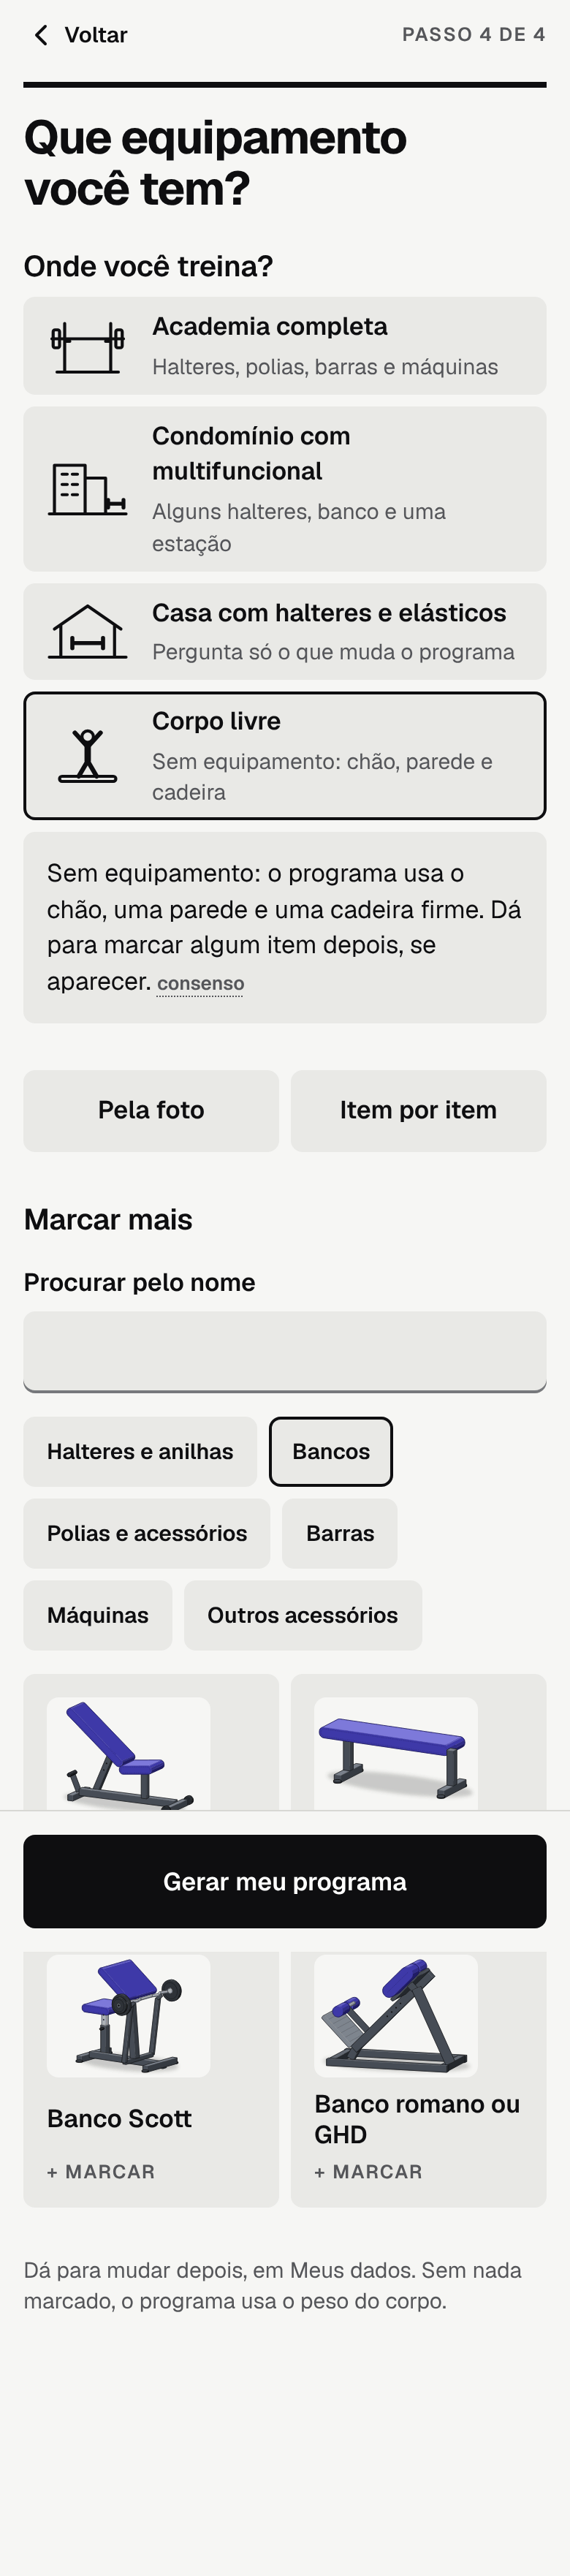 Voltar
PASSO 4 DE 4
Que equipamento
você tem?
Onde você treina?
Academia completa
Halteres, polias, barras e máquinas
Condomínio com
multifuncional
Alguns halteres, banco e uma
estação
Casa com halteres e elásticos
Pergunta só o que muda o programa
Corpo livre
Sem equipamento: chão, parede e
cadeira
Sem equipamento: o programa usa o
chão, uma parede e uma cadeira firme. Dá
para marcar algum item depois, se
aparecer. consenso
Pela foto
Item por item
Marcar mais
Procurar pelo nome
Halteres e anilhas
Bancos
Polias e acessórios
Barras
Máquinas
Outros acessórios
Gerar meu programa
Banco Scott
+ MARCAR
Banco romano ou
GHD
+ MARCAR
Dá para mudar depois, em Meus dados. Sem nada
marcado, o programa usa o peso do corpo.